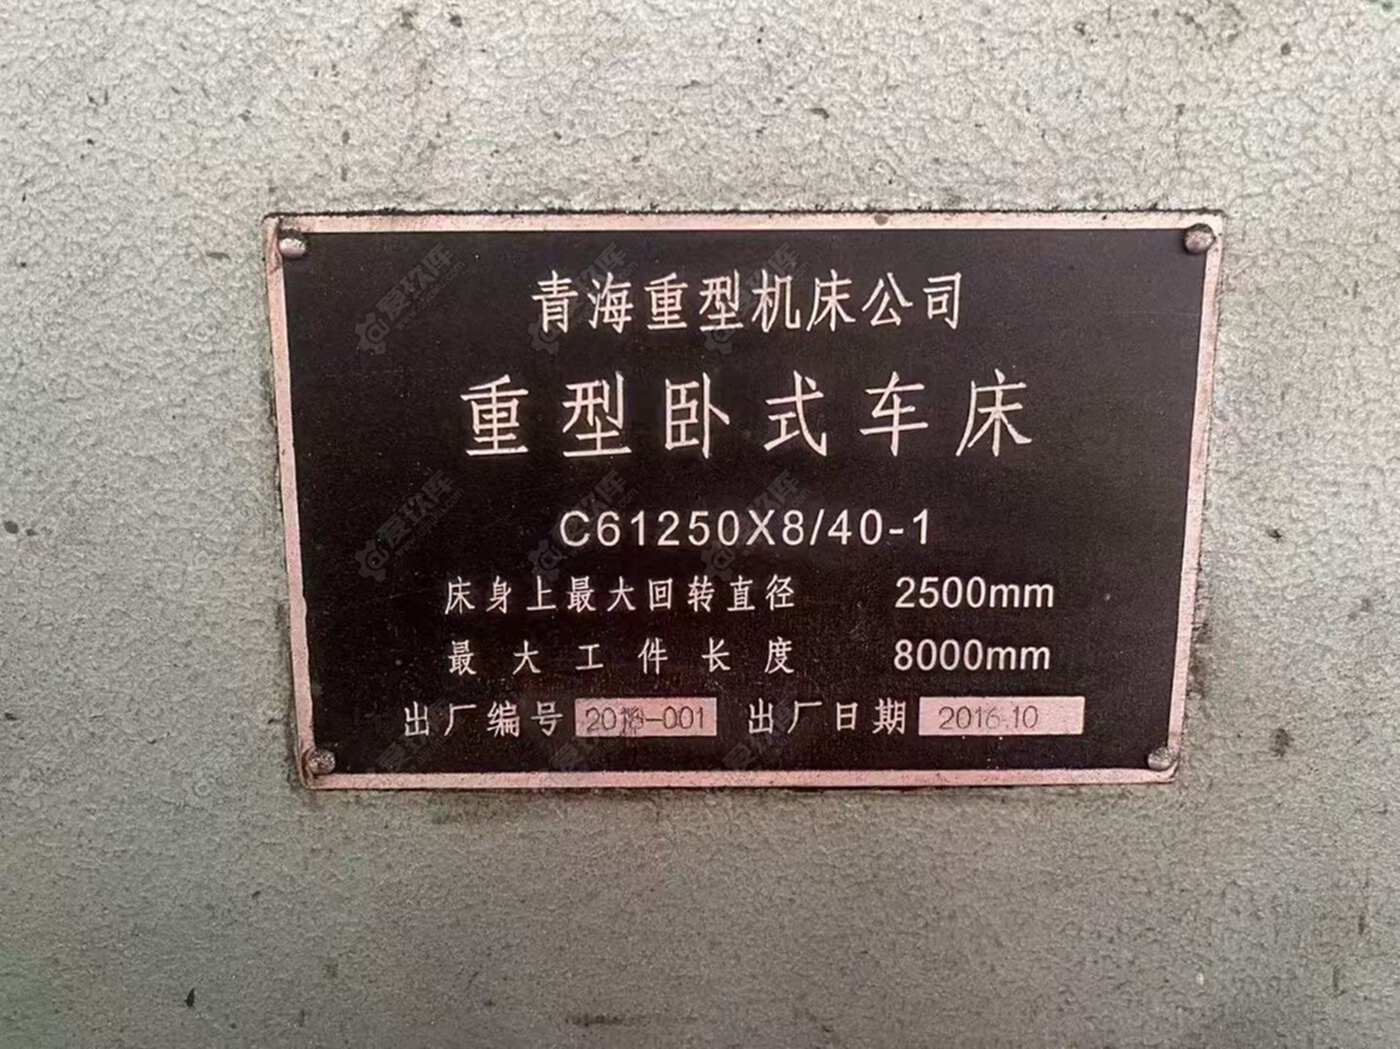 青海重型机床公司
重型卧式车床
C61250X8/40-1
床身上最大回转直径 2500mm
最大工件长度 8000mm
出厂编号 出厂日期 2016.10